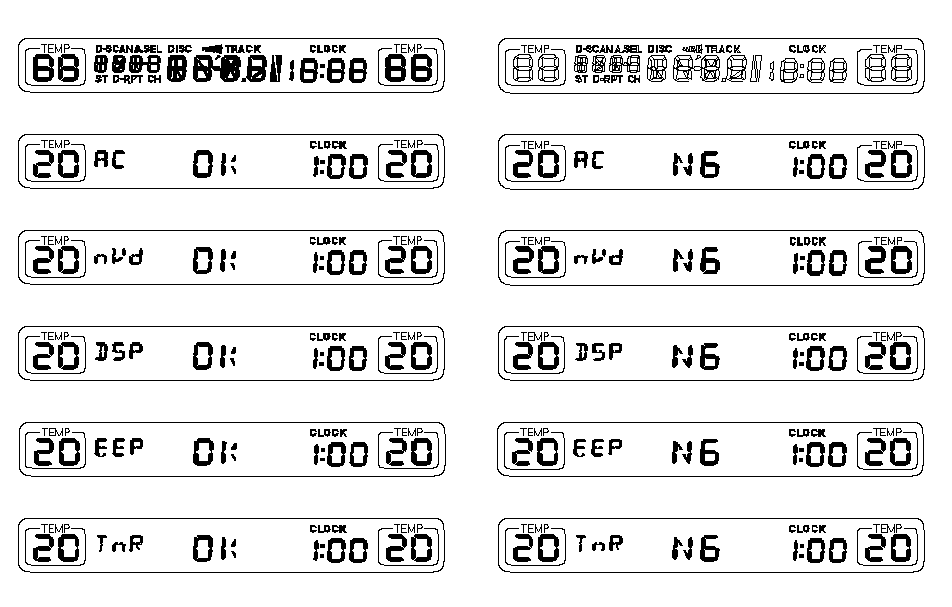 TEMP D-SCAN A.SEL DISC TRACK CLOCK TEMP
88 8888 88 18:88 88
ST D-RPT CH
TEMP D-SCAN A.SEL DISC TRACK CLOCK TEMP
88 8888 88 18:88 88
ST D-RPT CH
TEMP CLOCK TEMP
20 AC OK 1:00 20
TEMP CLOCK TEMP
20 AC NG 1:00 20
TEMP CLOCK TEMP
20 nVd OK 1:00 20
TEMP CLOCK TEMP
20 nVd NG 1:00 20
TEMP CLOCK TEMP
20 DSP OK 1:00 20
TEMP CLOCK TEMP
20 DSP NG 1:00 20
TEMP CLOCK TEMP
20 EEP OK 1:00 20
TEMP CLOCK TEMP
20 EEP NG 1:00 20
TEMP CLOCK TEMP
20 TnR OK 1:00 20
TEMP CLOCK TEMP
20 TnR NG 1:00 20